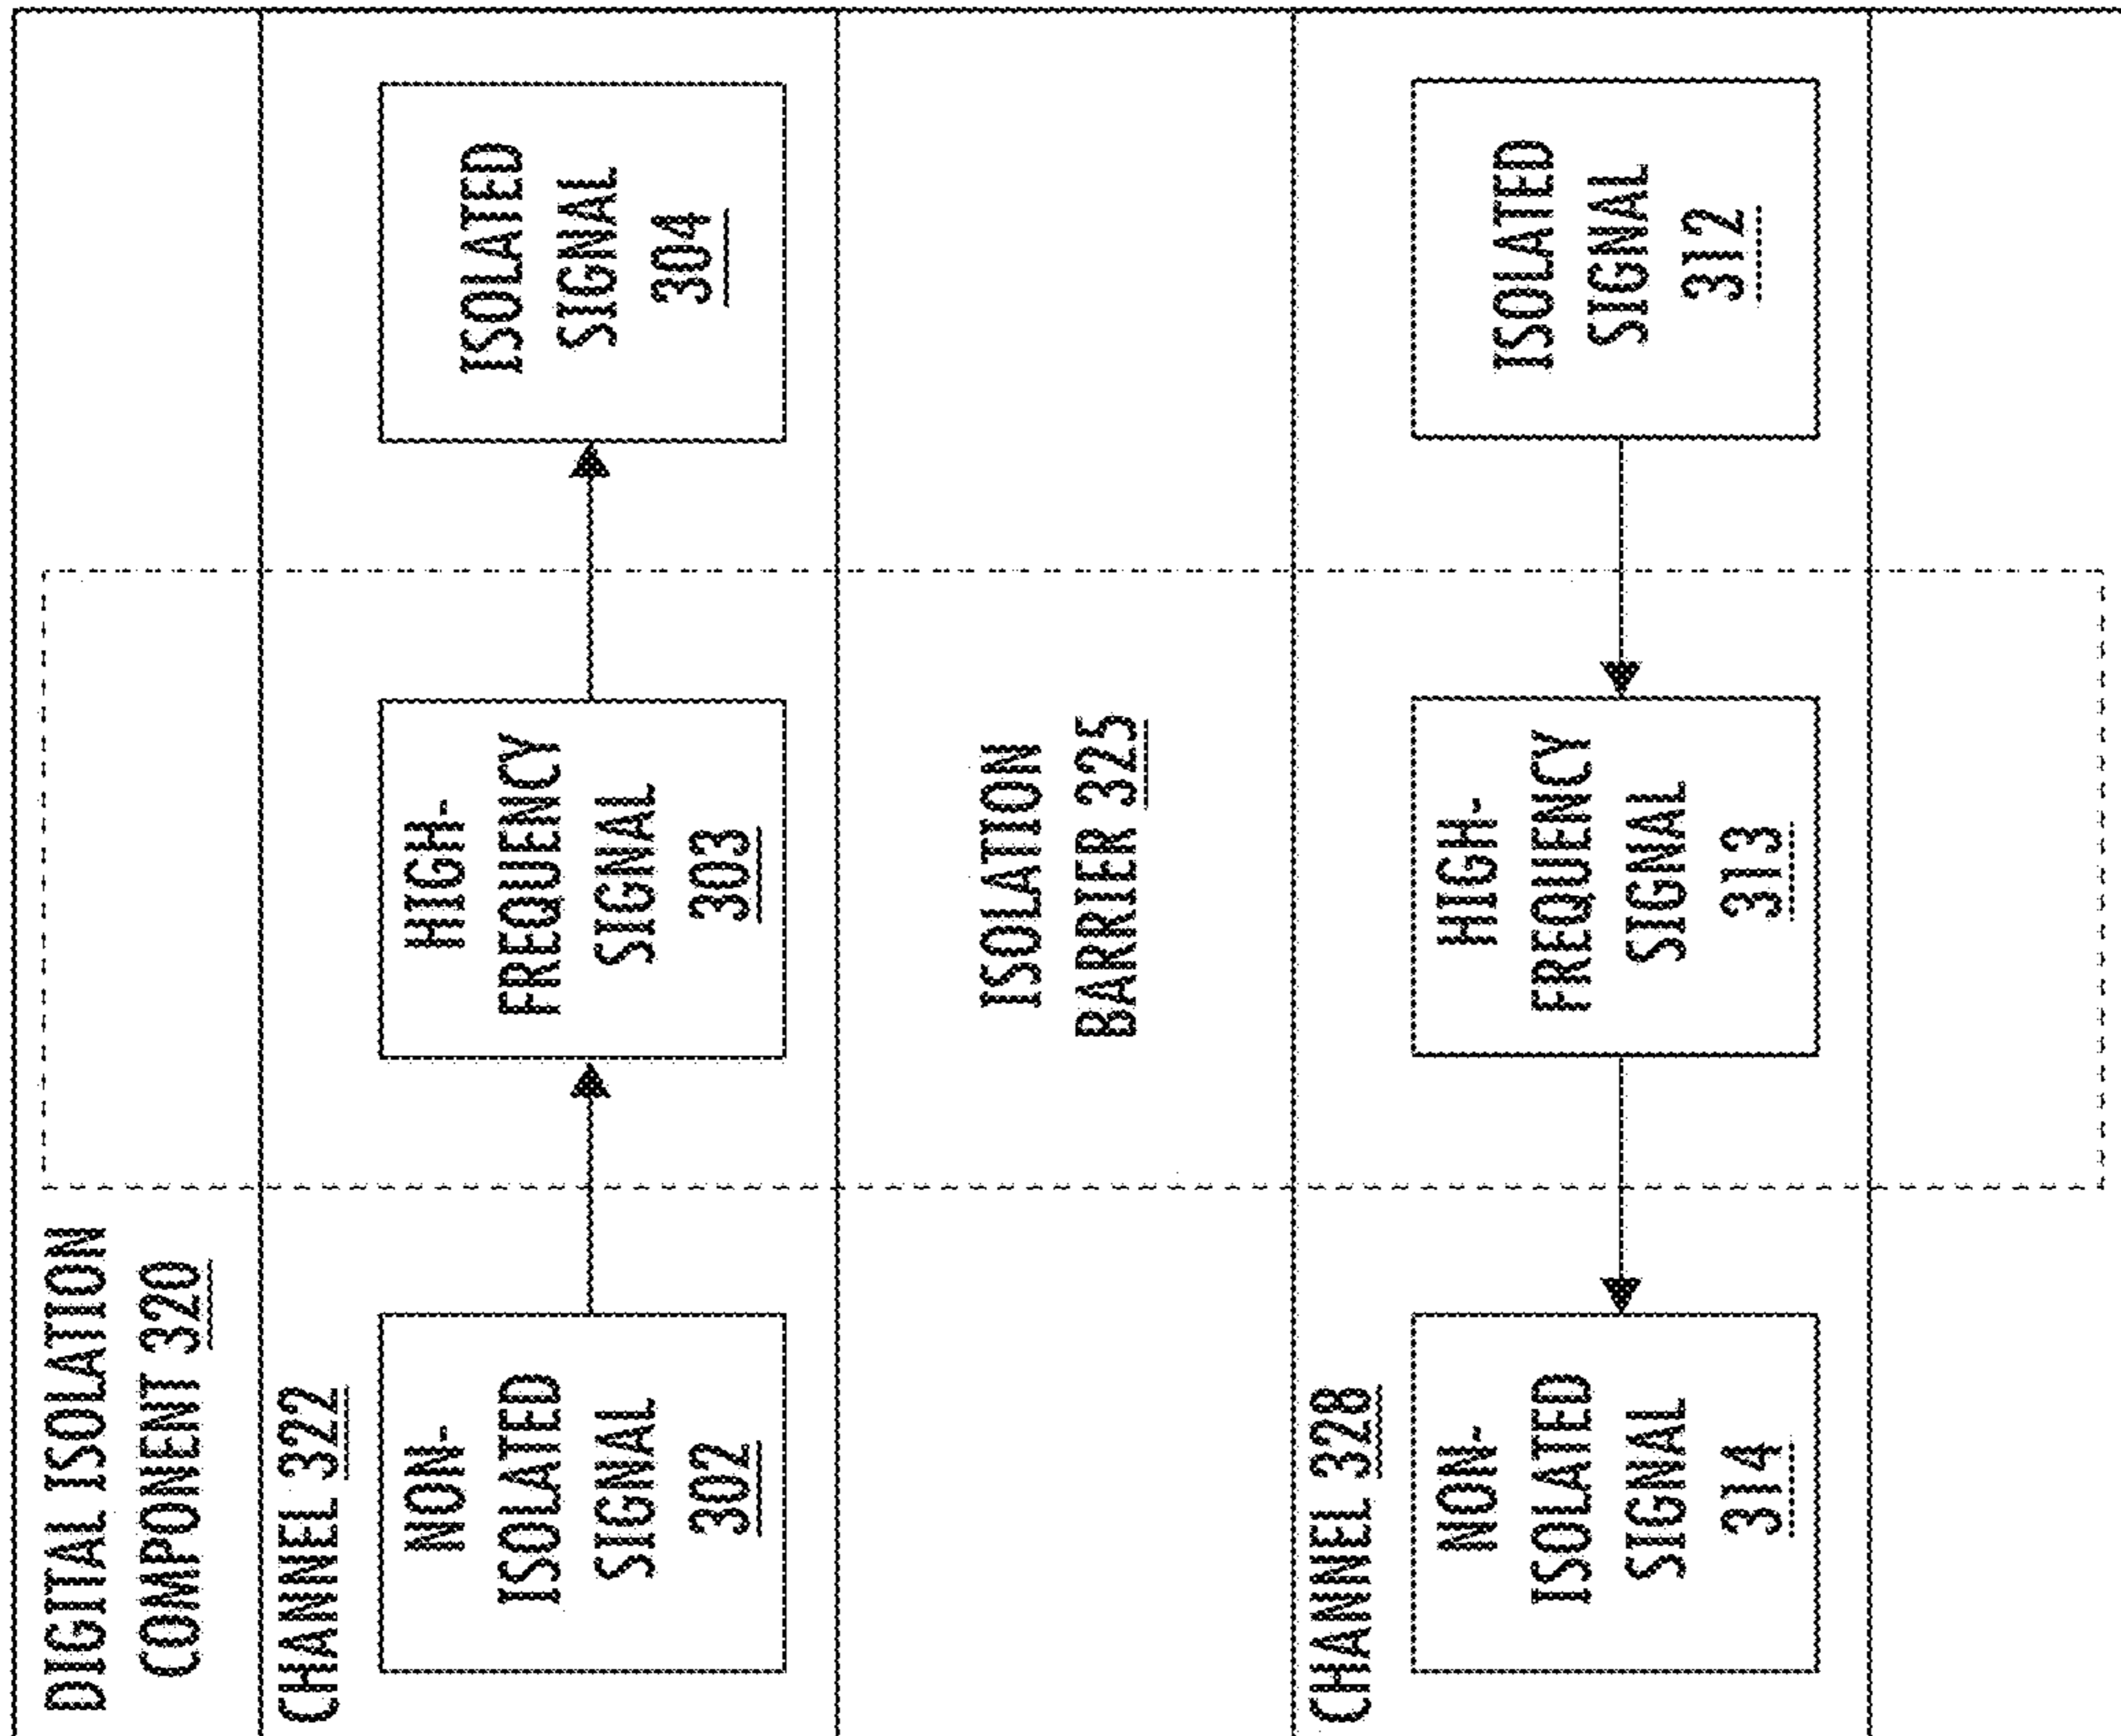 DIGITAL ISOLATION
COMPONENT 320
CHANNEL 322
NON-
ISOLATED
SIGNAL
302
HIGH-
FREQUENCY
SIGNAL
303
ISOLATED
SIGNAL
304
ISOLATION
BARRIER 325
CHANNEL 328
NON-
ISOLATED
SIGNAL
314
HIGH-
FREQUENCY
SIGNAL
313
ISOLATED
SIGNAL
312